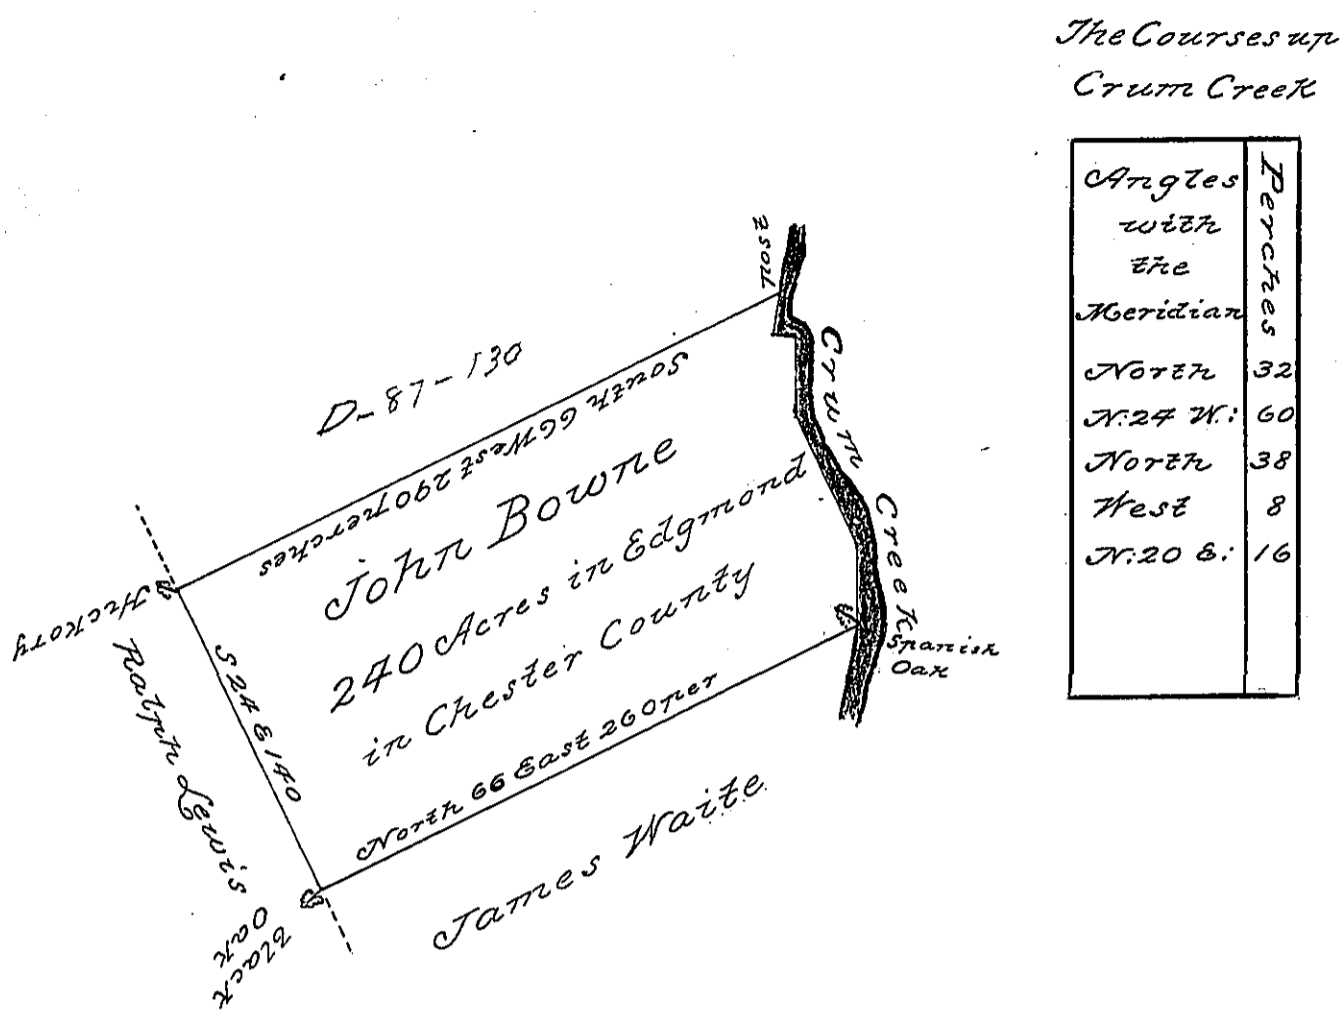 The Courses up
Crum Creek
Angles
with
the
Meridian
Perches
North 32
N:24 W.: 60
North 38
West 8
N:20 E: 16
post
D-87-130
South 66 West 290 perches
John Bowne
240 Acres in Edgmond
in Chester County
North 66 East 260 per
Crum Creek
Spanish
Oak
Hickory
S 24 E 140
Ralph Lewis
black
Oak
James Waite